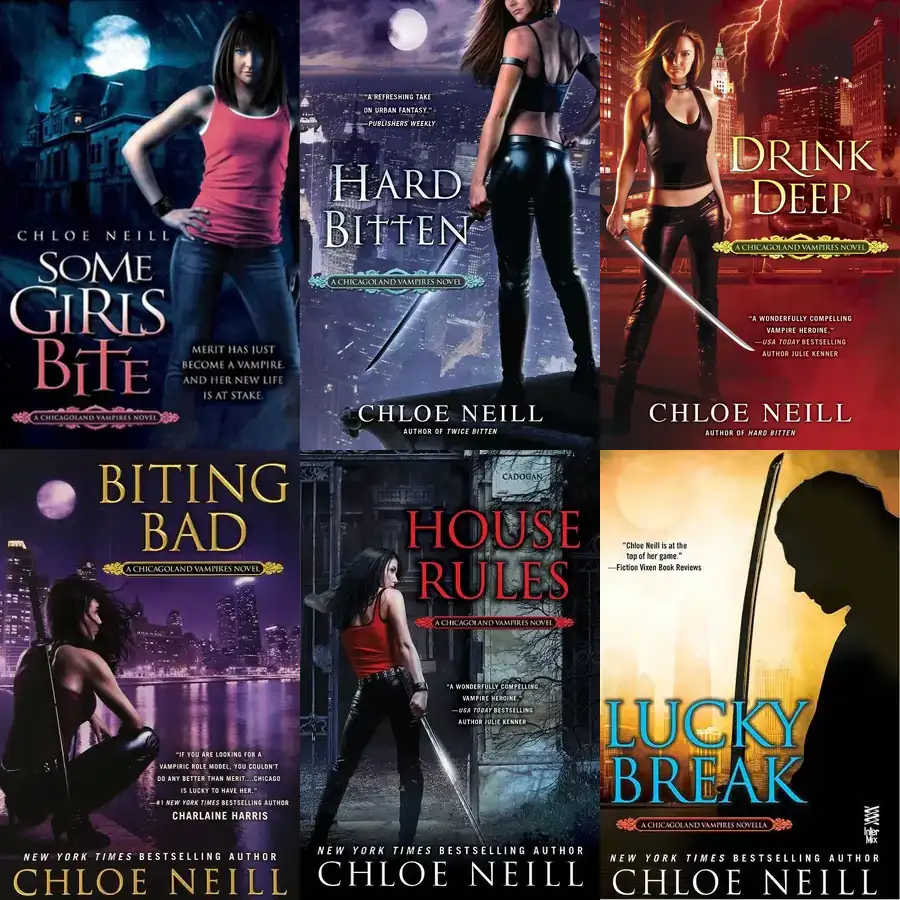 CHLOE NEILL
SOME
GIRLS
BITE
A CHICAGOLAND VAMPIRES NOVEL
MERIT HAS JUST
BECOME A VAMPIRE.
AND HER NEW LIFE
IS AT STAKE.
"A REFRESHING TAKE
ON URBAN FANTASY."
—PUBLISHERS WEEKLY
HARD
BITTEN
A CHICAGOLAND VAMPIRES NOVEL
CHLOE NEILL
AUTHOR OF TWICE BITTEN
DRINK
DEEP
A CHICAGOLAND VAMPIRES NOVEL
"A WONDERFULLY COMPELLING
VAMPIRE HEROINE."
—USA TODAY BESTSELLING
AUTHOR JULIE KENNER
CHLOE NEILL
AUTHOR OF HARD BITTEN
BITING
BAD
A CHICAGOLAND VAMPIRES NOVEL
"IF YOU ARE LOOKING FOR A
VAMPIRIC ROLE MODEL, YOU COULDN'T
DO ANY BETTER THAN MERIT....CHICAGO
IS LUCKY TO HAVE HER."
—#1 NEW YORK TIMES BESTSELLING AUTHOR
CHARLAINE HARRIS
NEW YORK TIMES BESTSELLING AUTHOR
CHLOE NEILL
CADOGAN
HOUSE
RULES
A CHICAGOLAND VAMPIRES NOVEL
"A WONDERFULLY COMPELLING
VAMPIRE HEROINE."
—USA TODAY BESTSELLING
AUTHOR JULIE KENNER
NEW YORK TIMES BESTSELLING AUTHOR
CHLOE NEILL
"Chloe Neill is at the
top of her game."
—Fiction Vixen Book Reviews
LUCKY
BREAK
A CHICAGOLAND VAMPIRES NOVELLA
Inter
Mix
NEW YORK TIMES BESTSELLING AUTHOR
CHLOE NEILL